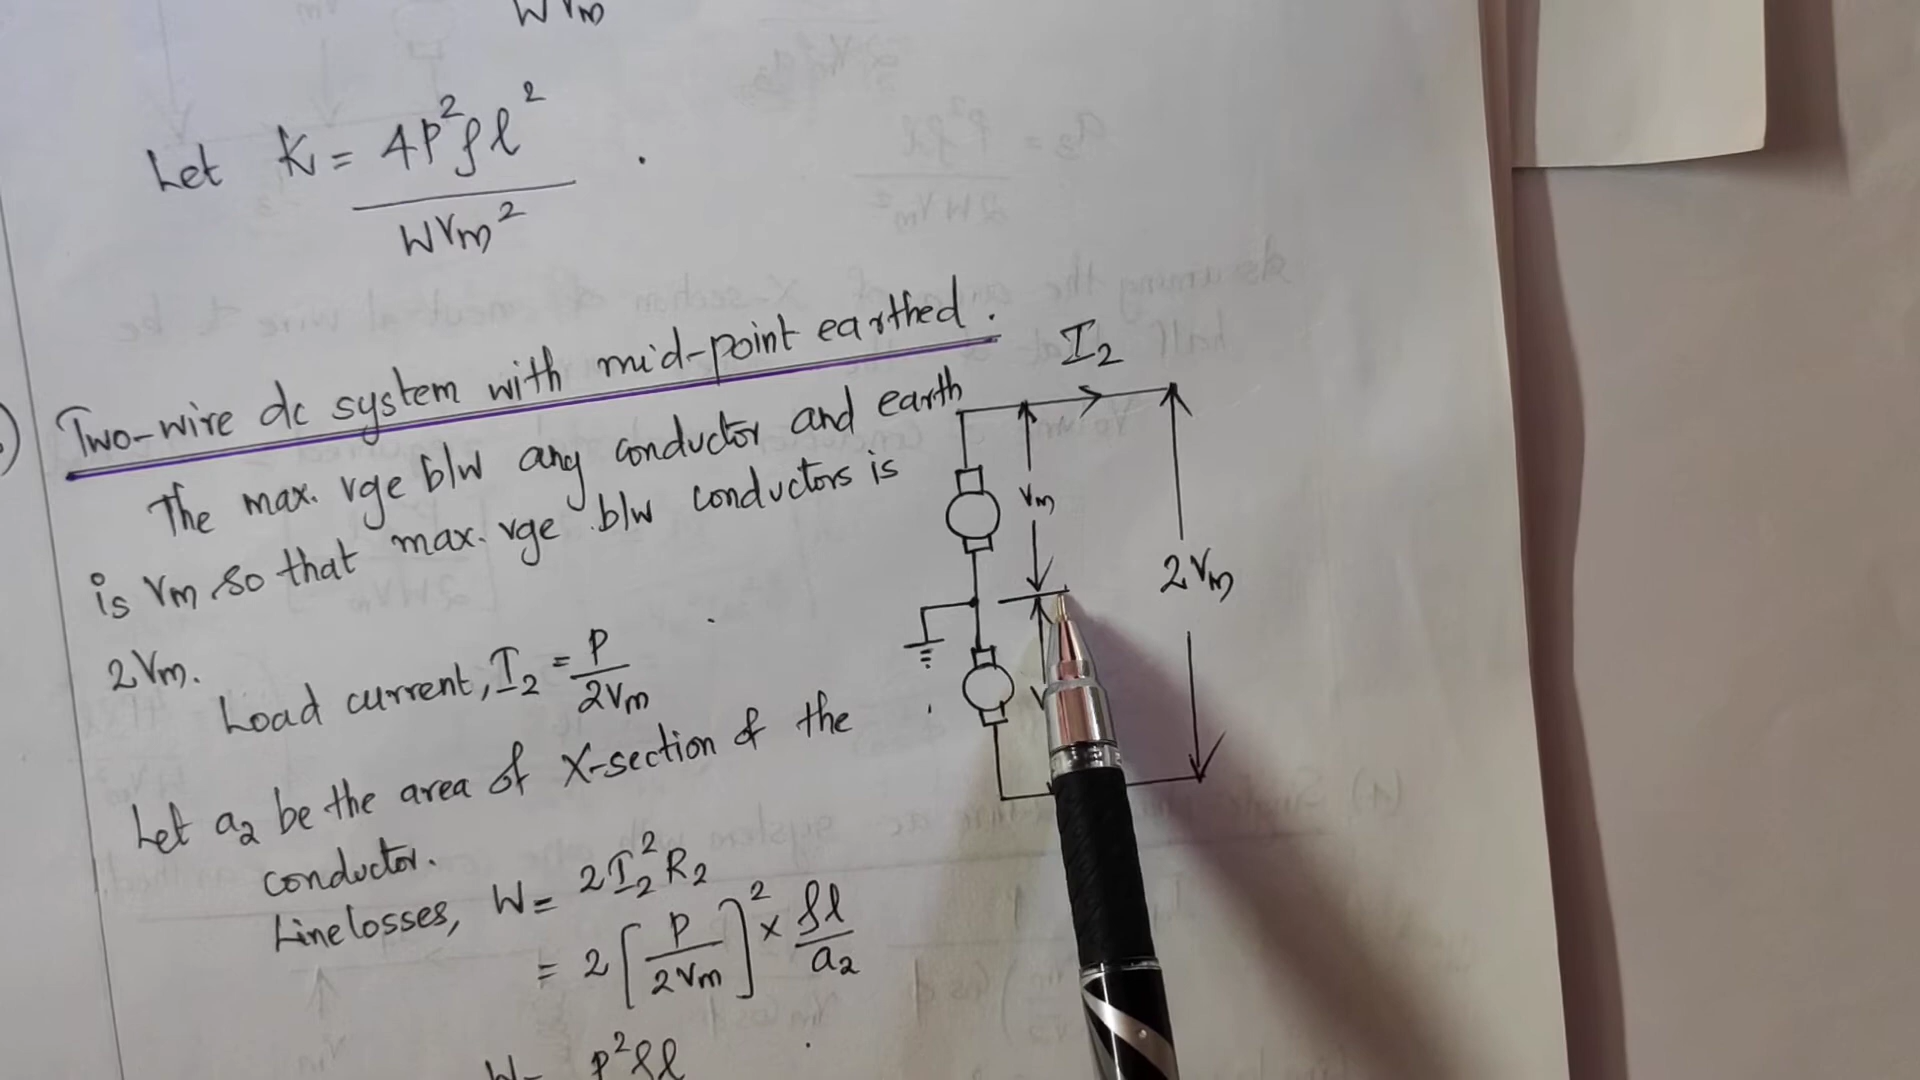 WVm
Let K = 4P²ρl² / WVm² .
) Two-wire dc system with mid-point earthed.
The max. vge b/w any conductor and earth
is Vm so that max. vge b/w conductors is
2Vm.
Load current, I₂ = P / 2Vm
Let a₂ be the area of X-section of the
conductor.
Line losses, W = 2I₂²R₂
= 2 [P / 2Vm]² × ρl / a₂
W = P²ρl
I₂
Vm
2Vm
V